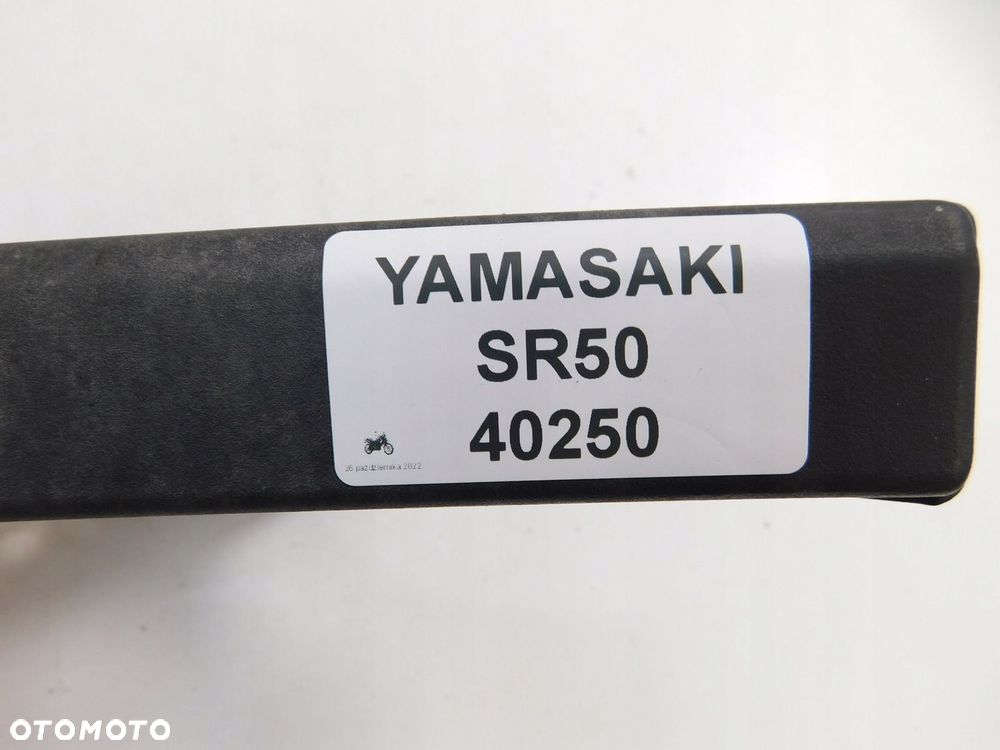 YAMASAKI
SR50
40250
26 października 2022
OTOMOTO